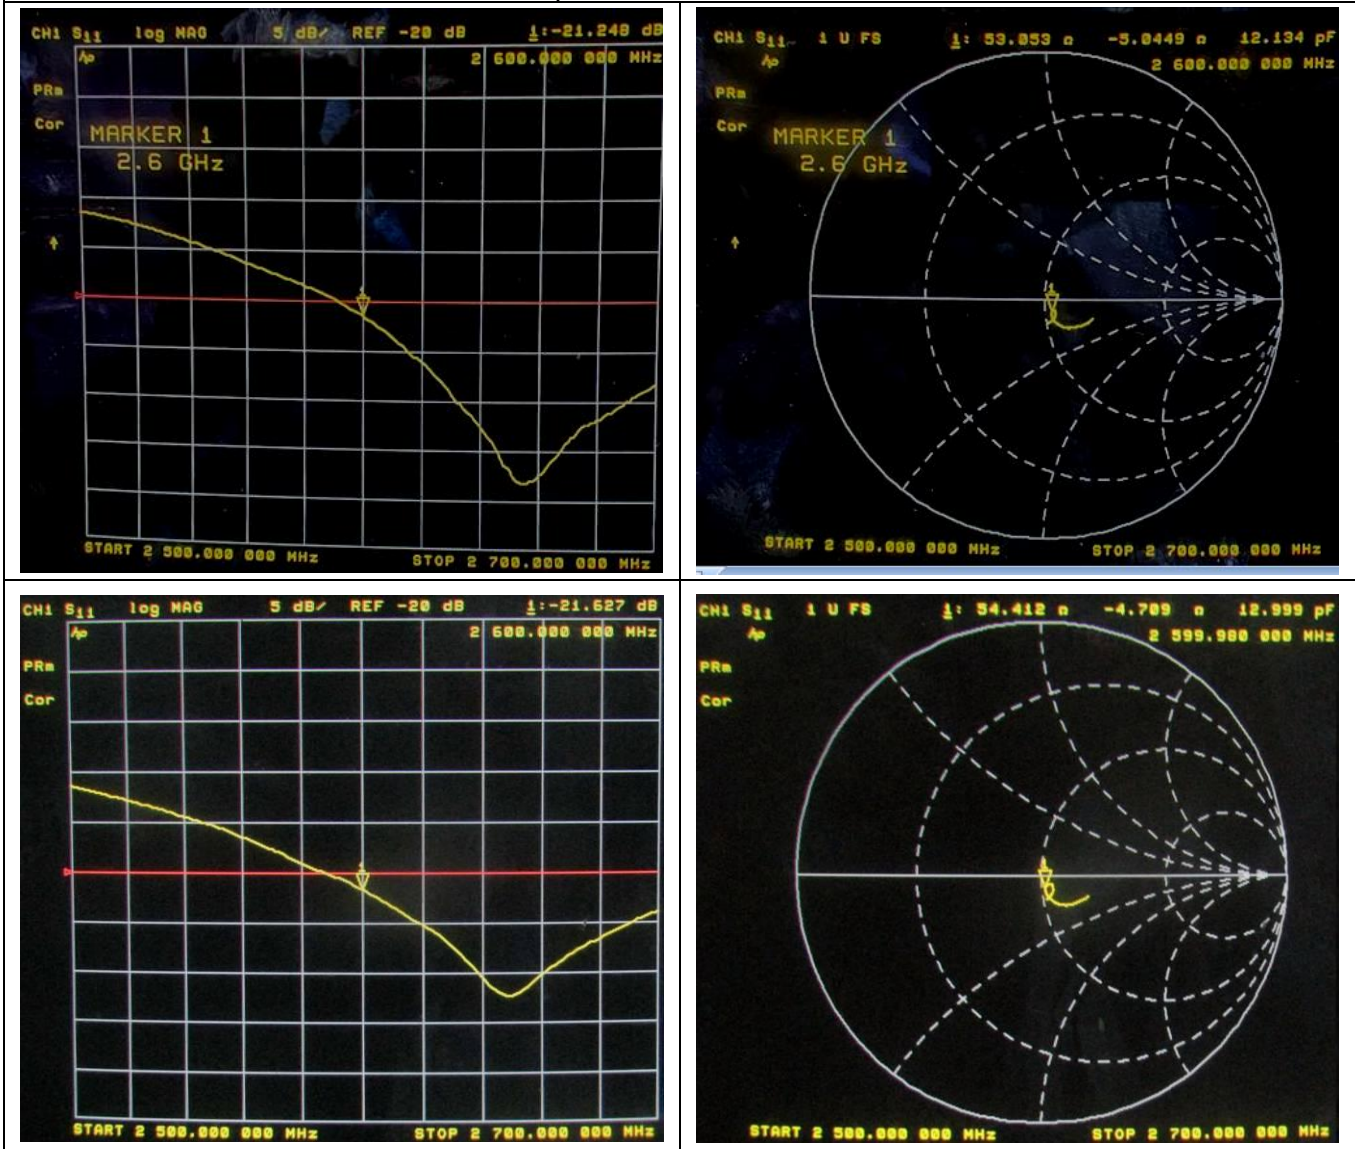 CH1 S11 log MAG 5 dB/ REF -20 dB 1:-21.248 dB
Ap
2 600.000 000 MHz
PRm
Cor
MARKER 1
2.6 GHz
START 2 500.000 000 MHz STOP 2 700.000 000 MHz
CH1 S11 1 U FS 1: 53.053 Ω -5.0449 Ω 12.134 pF
Ap
2 600.000 000 MHz
PRm
Cor
MARKER 1
2.6 GHz
START 2 500.000 000 MHz STOP 2 700.000 000 MHz
CH1 S11 log MAG 5 dB/ REF -20 dB 1:-21.627 dB
Ap
2 600.000 000 MHz
PRm
Cor
START 2 500.000 000 MHz STOP 2 700.000 000 MHz
CH1 S11 1 U FS 1: 54.412 Ω -4.709 Ω 12.999 pF
Ap
2 599.980 000 MHz
PRm
Cor
START 2 500.000 000 MHz STOP 2 700.000 000 MHz